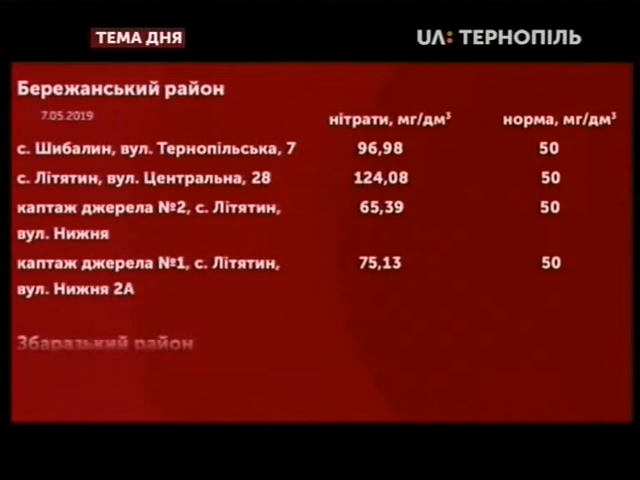 ТЕМА ДНЯ
UA: ТЕРНОПІЛЬ
Бережанський район
7.05.2019
нітрати, мг/дм³ норма, мг/дм³
с. Шибалин, вул. Тернопільська, 7 96,98 50
с. Літятин, вул. Центральна, 28 124,08 50
каптаж джерела №2, с. Літятин, 65,39 50
вул. Нижня
каптаж джерела №1, с. Літятин, 75,13 50
вул. Нижня 2А
Збаразький район